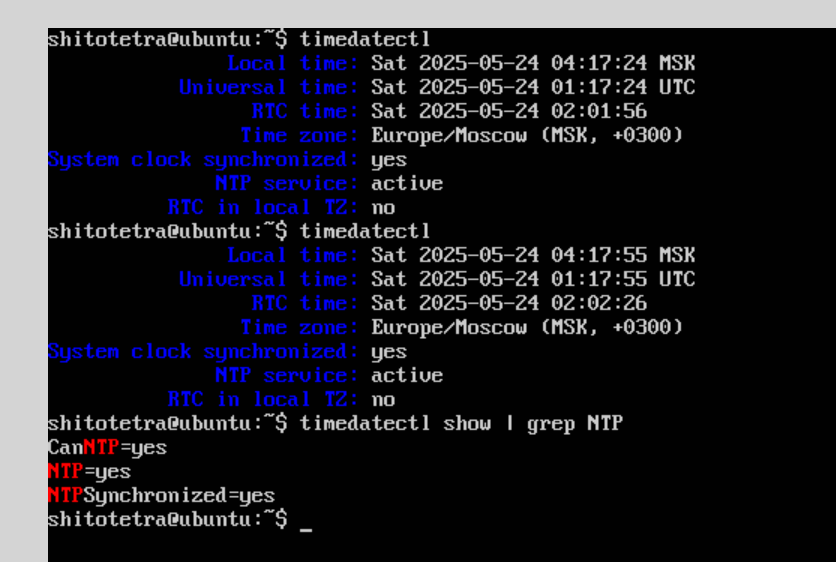 shitotetra@ubuntu:~$ timedatectl
Local time: Sat 2025-05-24 04:17:24 MSK
Universal time: Sat 2025-05-24 01:17:24 UTC
RTC time: Sat 2025-05-24 02:01:56
Time zone: Europe/Moscow (MSK, +0300)
System clock synchronized: yes
NTP service: active
RTC in local TZ: no
shitotetra@ubuntu:~$ timedatectl
Local time: Sat 2025-05-24 04:17:55 MSK
Universal time: Sat 2025-05-24 01:17:55 UTC
RTC time: Sat 2025-05-24 02:02:26
Time zone: Europe/Moscow (MSK, +0300)
System clock synchronized: yes
NTP service: active
RTC in local TZ: no
shitotetra@ubuntu:~$ timedatectl show | grep NTP
CanNTP=yes
NTP=yes
NTPSynchronized=yes
shitotetra@ubuntu:~$ _